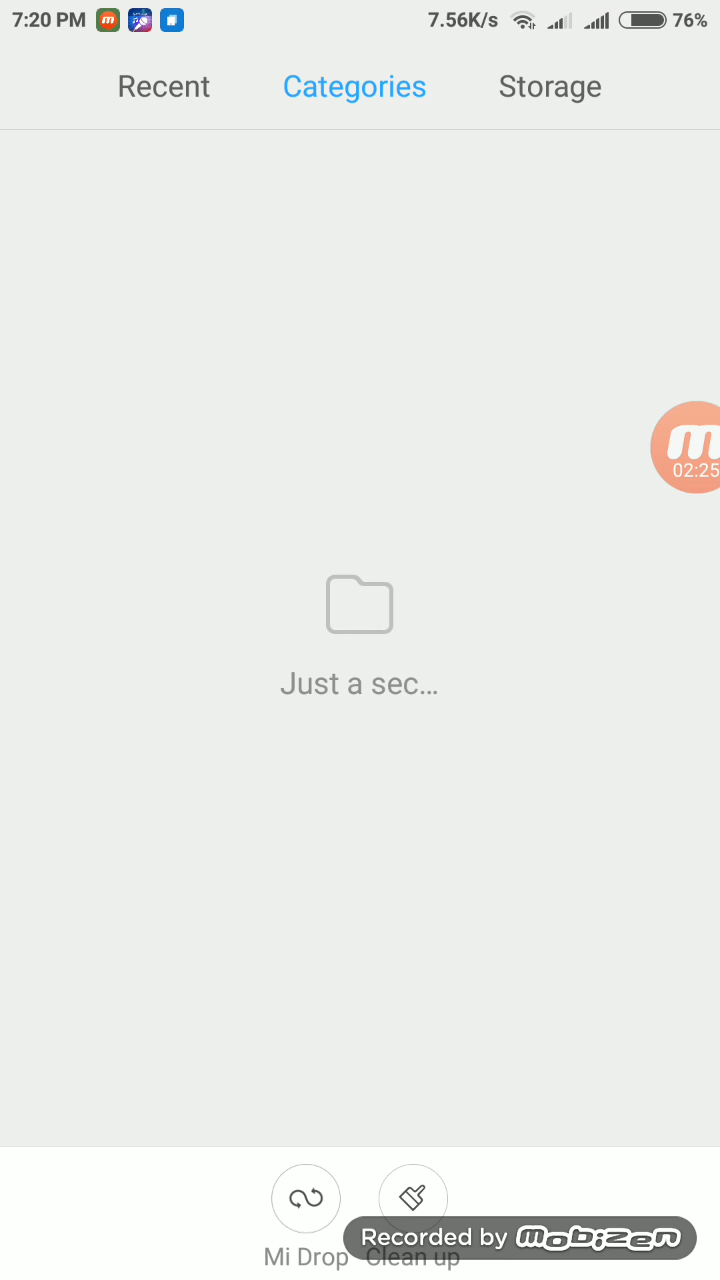 7:20 PM 7.56K/s 76%
Recent Categories Storage
m
02:25
Just a sec...
Recorded by mobizen
Mi Drop Clean up